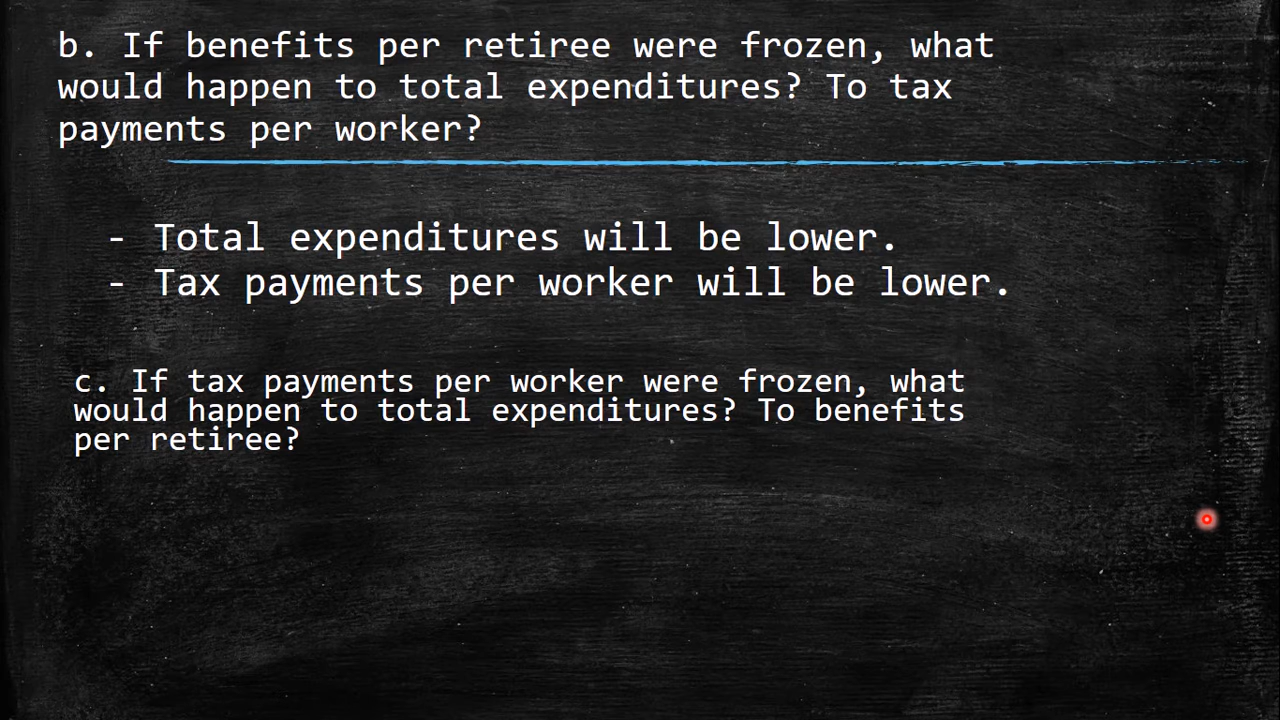 b. If benefits per retiree were frozen, what
would happen to total expenditures? To tax
payments per worker?
- Total expenditures will be lower.
- Tax payments per worker will be lower.
c. If tax payments per worker were frozen, what
would happen to total expenditures? To benefits
per retiree?